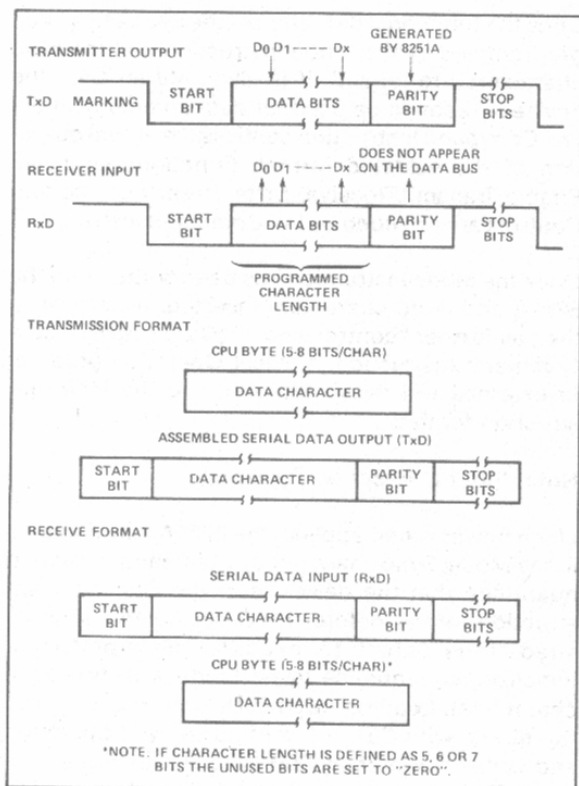 TRANSMITTER OUTPUT
D0 D1 ---- Dx
GENERATED
BY 8251A
TxD MARKING
START
BIT
DATA BITS
PARITY
BIT
STOP
BITS
RECEIVER INPUT
D0 D1 ---- Dx
DOES NOT APPEAR
ON THE DATA BUS
RxD
START
BIT
DATA BITS
PARITY
BIT
STOP
BITS
PROGRAMMED
CHARACTER
LENGTH
TRANSMISSION FORMAT
CPU BYTE (5-8 BITS/CHAR)
DATA CHARACTER
ASSEMBLED SERIAL DATA OUTPUT (TxD)
START
BIT
DATA CHARACTER
PARITY
BIT
STOP
BITS
RECEIVE FORMAT
SERIAL DATA INPUT (RxD)
START
BIT
DATA CHARACTER
PARITY
BIT
STOP
BITS
CPU BYTE (5-8 BITS/CHAR)*
DATA CHARACTER
*NOTE. IF CHARACTER LENGTH IS DEFINED AS 5, 6 OR 7
BITS THE UNUSED BITS ARE SET TO "ZERO".